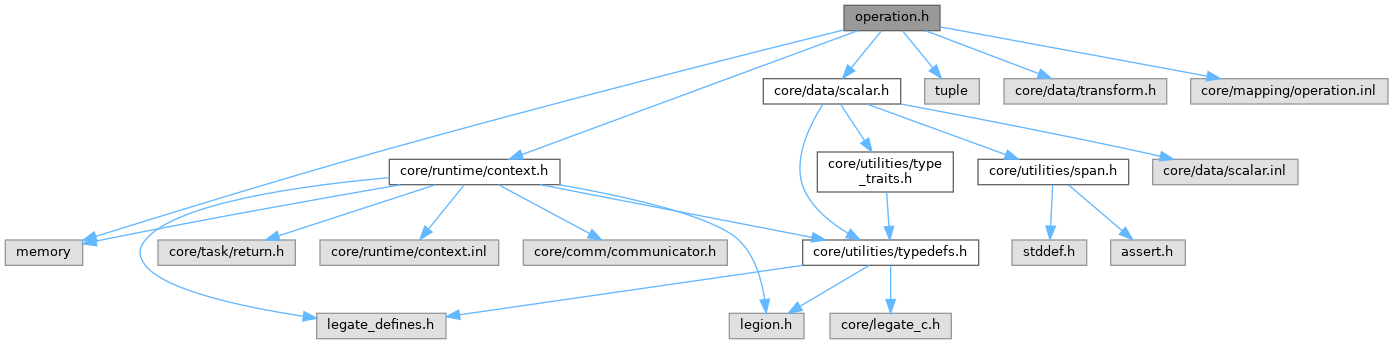 operation.h
core/data/scalar.h
tuple
core/data/transform.h
core/mapping/operation.inl
core/runtime/context.h
core/utilities/type
_traits.h
core/utilities/span.h
core/data/scalar.inl
memory
core/task/return.h
core/runtime/context.inl
core/comm/communicator.h
core/utilities/typedefs.h
stddef.h
assert.h
legate_defines.h
legion.h
core/legate_c.h